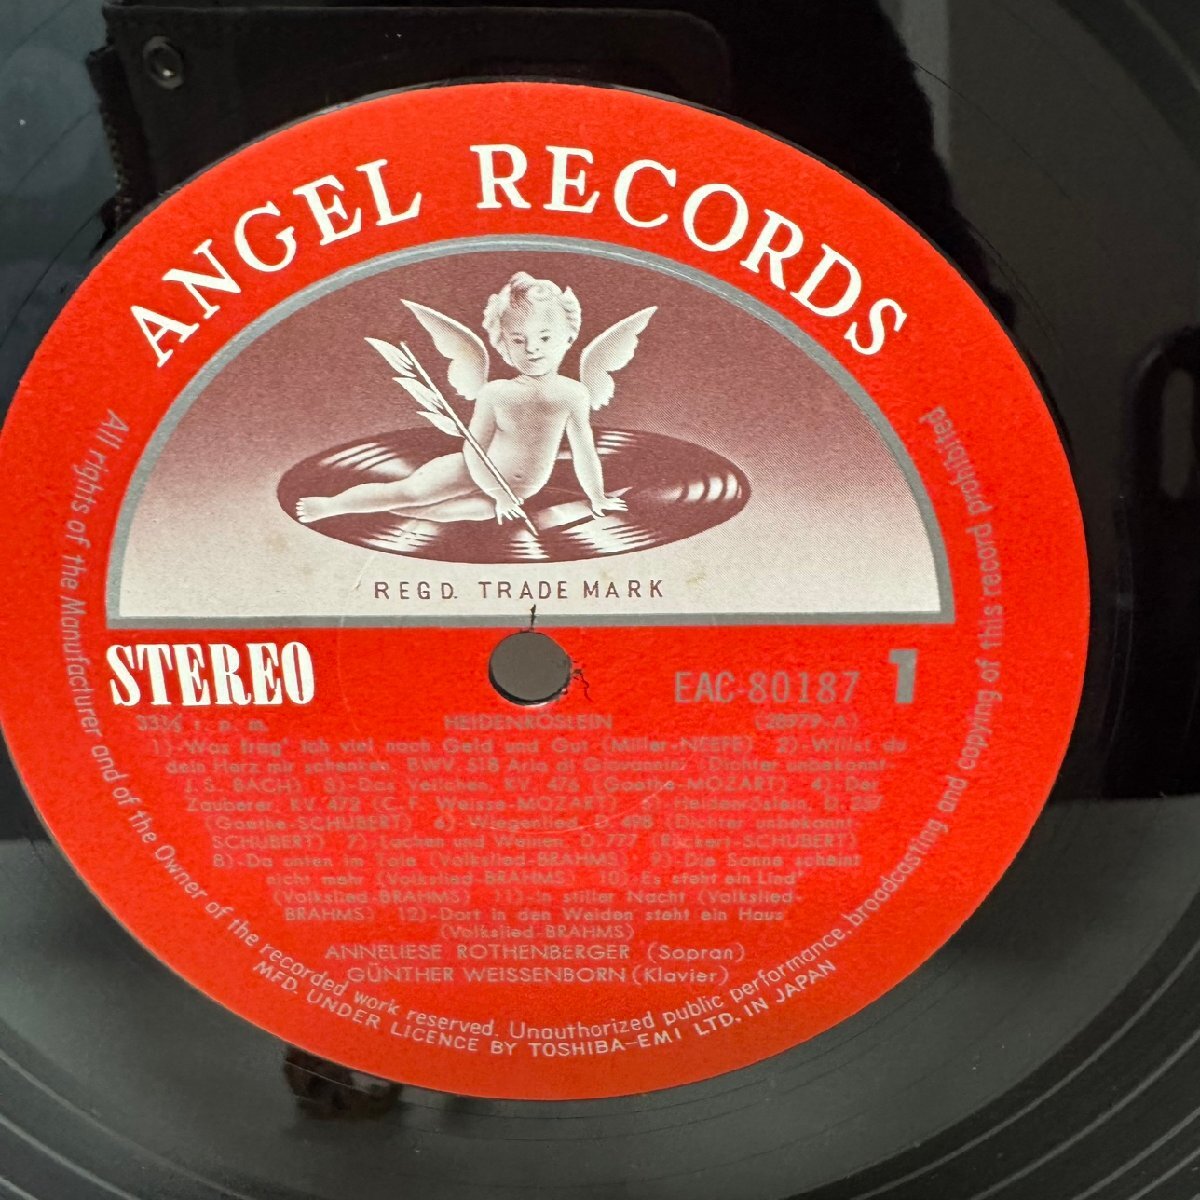 ANGEL RECORDS
REGD. TRADE MARK
STEREO
EAC-80187 1
33⅓ r. p. m. HEIDENRÖSLEIN (28979-A)
1)-Was frag' ich viel nach Geld und Gut (Miller-NEEFE) 2)-Willst du
dein Herz mir schenken, BWV. 518 Aria di Giovannini (Dichter unbekannt-
J. S. BACH) 3)-Das Veilchen, KV. 476 (Goethe-MOZART) 4)-Der
Zauberer, KV. 472 (C. F. Weisse-MOZART) 5)-Heidenröslein, D. 257
(Goethe-SCHUBERT) 6)-Wiegenlied, D. 498 (Dichter unbekannt-
SCHUBERT) 7)-Lachen und Weinen, D. 777 (Rückert-SCHUBERT)
8)-Da unten im Tale (Volkslied-BRAHMS) 9)-Die Sonne scheint
nicht mehr (Volkslied-BRAHMS) 10)-Es steht ein Lind'
(Volkslied-BRAHMS) 11)-In stiller Nacht (Volkslied-
BRAHMS) 12)-Dort in den Weiden steht ein Haus
(Volkslied-BRAHMS)
ANNELIESE ROTHENBERGER (Sopran)
GÜNTHER WEISSENBORN (Klavier)
All rights of the Manufacturer and of the Owner of the recorded work reserved. Unauthorized public performance, broadcasting and copying of this record prohibited
MFD. UNDER LICENCE BY TOSHIBA-EMI LTD. IN JAPAN